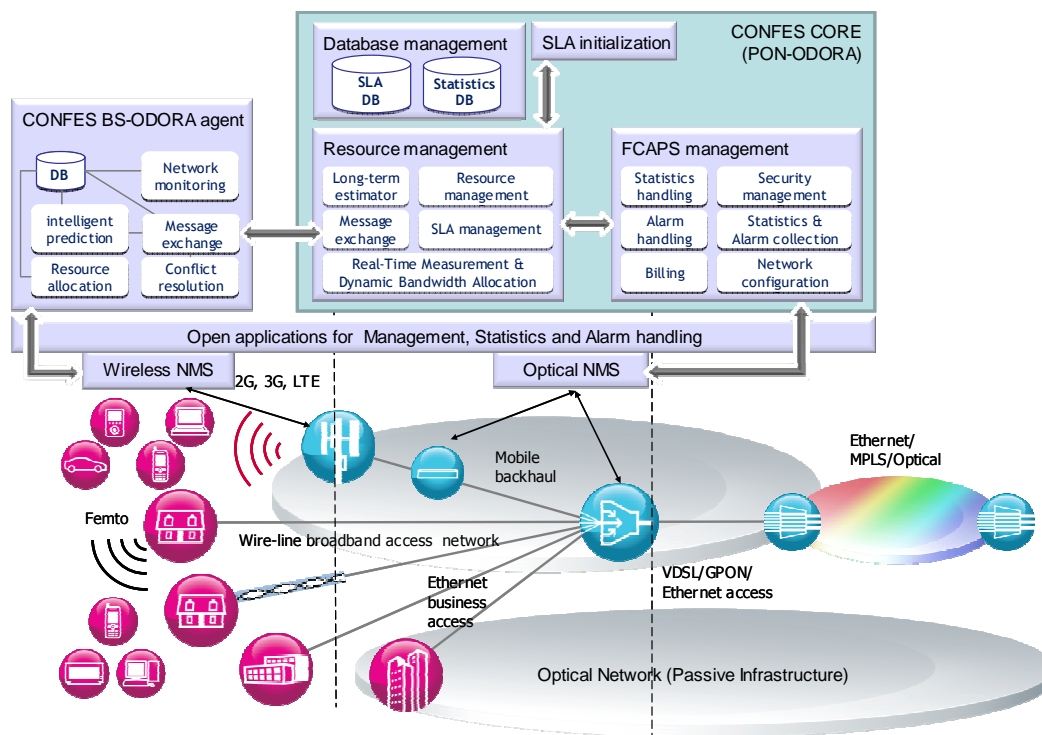 CONFES CORE
(PON-ODORA)
Database management
SLA
DB
Statistics
DB
SLA initialization
CONFES BS-ODORA agent
DB
Network
monitoring
intelligent
prediction
Message
exchange
Resource
allocation
Conflict
resolution
Resource management
Long-term
estimator
Resource
management
Message
exchange
SLA management
Real-Time Measurement &
Dynamic Bandwidth Allocation
FCAPS management
Statistics
handling
Security
management
Alarm
handling
Statistics &
Alarm collection
Billing
Network
configuration
Open applications for Management, Statistics and Alarm handling
Wireless NMS
Optical NMS
2G, 3G, LTE
Mobile
backhaul
Ethernet/
MPLS/Optical
Femto
Wire-line broadband access network
Ethernet
business
access
VDSL/GPON/
Ethernet access
Optical Network (Passive Infrastructure)